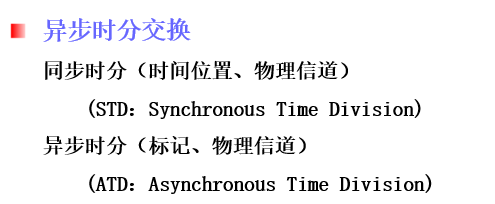 异步时分交换
同步时分（时间位置、物理信道）
(STD：Synchronous Time Division)
异步时分（标记、物理信道）
(ATD：Asynchronous Time Division)